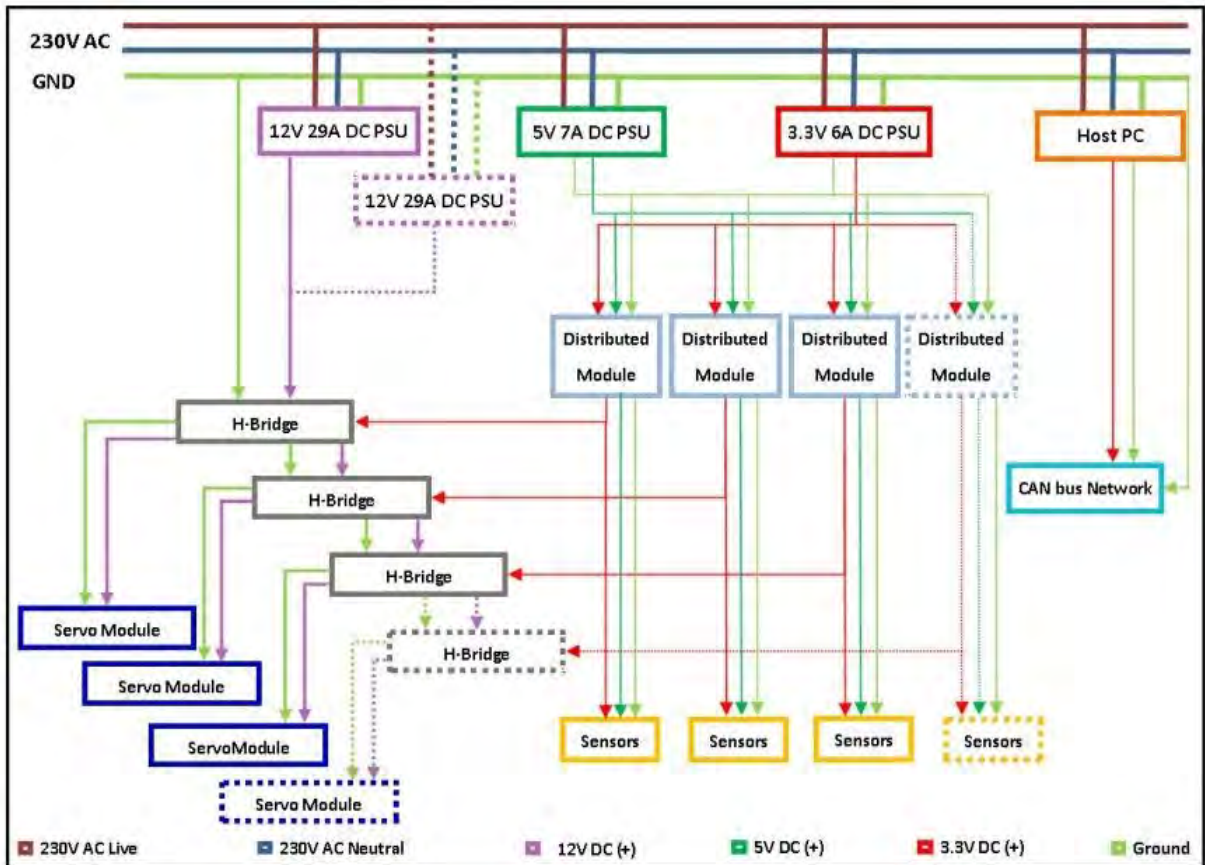 230V AC
GND
12V 29A DC PSU
5V 7A DC PSU
3.3V 6A DC PSU
Host PC
12V 29A DC PSU
Distributed
Module
Distributed
Module
Distributed
Module
Distributed
Module
H-Bridge
H-Bridge
CAN bus Network
H-Bridge
Servo Module
H-Bridge
Servo Module
ServoModule
Sensors
Sensors
Sensors
Sensors
Servo Module
230V AC Live
230V AC Neutral
12V DC (+)
5V DC (+)
3.3V DC (+)
Ground